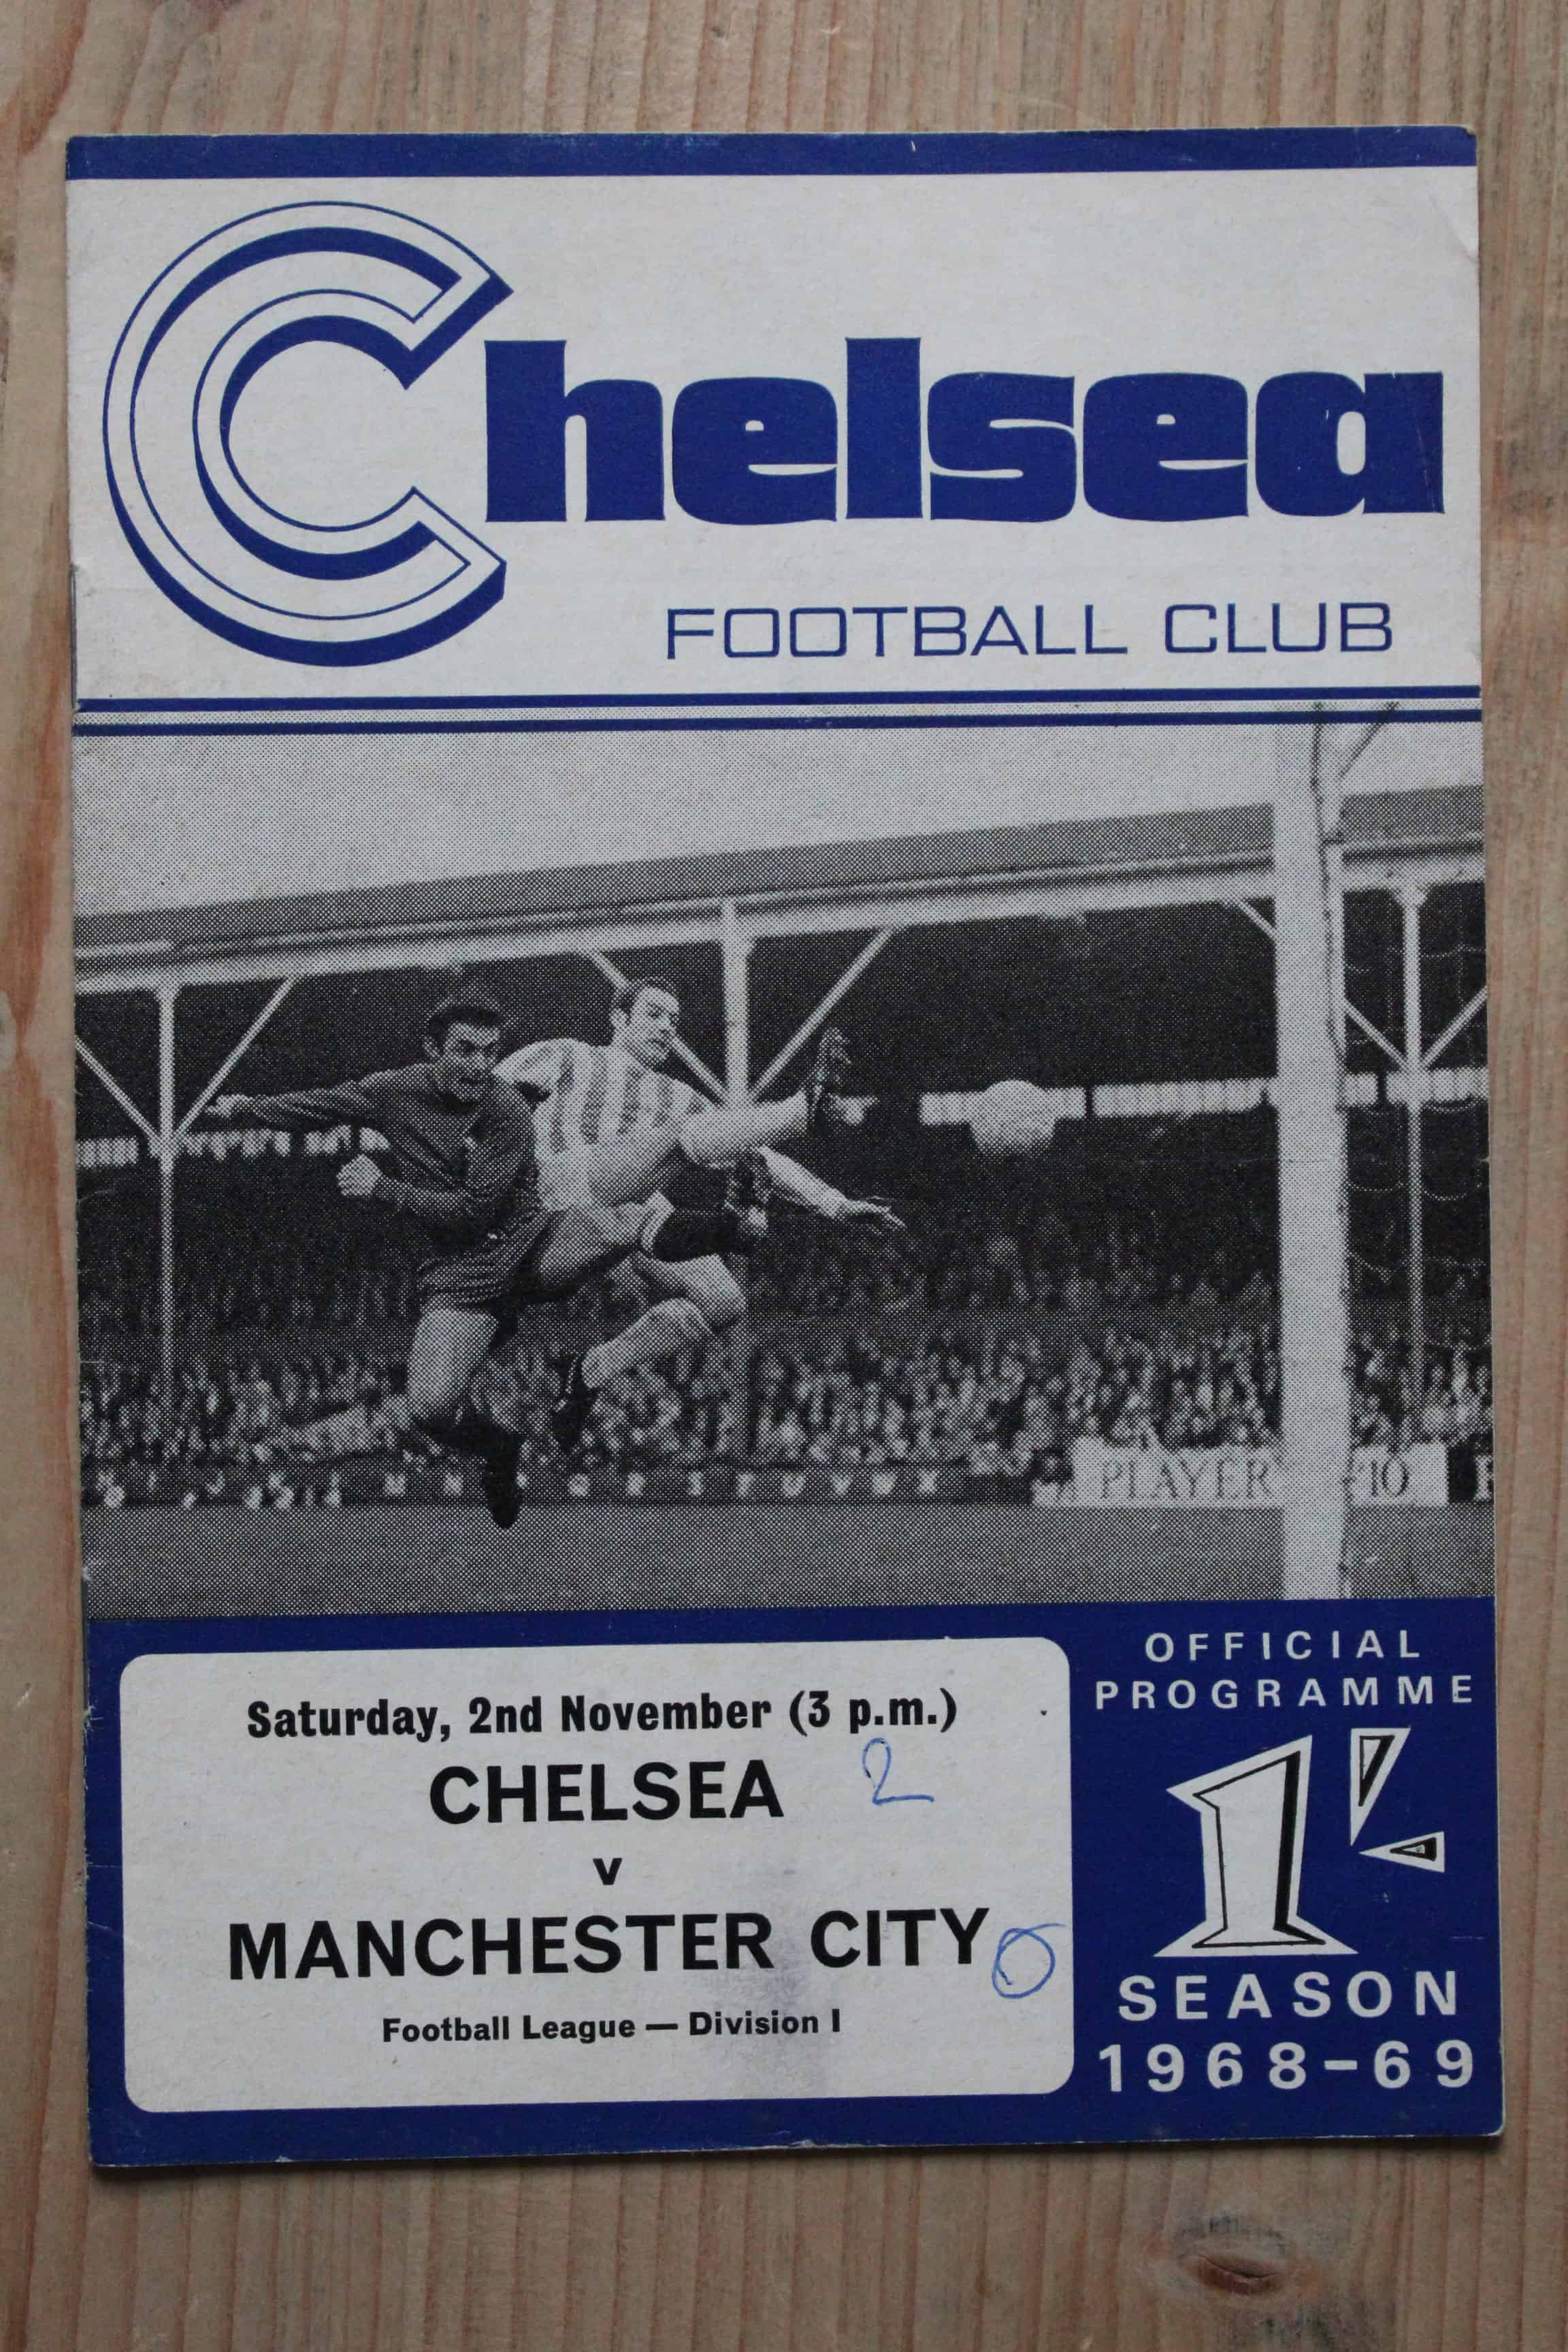 Chelsea
FOOTBALL CLUB
PLAYER
10
OFFICIAL
PROGRAMME
1/-
SEASON
1968-69
Saturday, 2nd November (3 p.m.)
CHELSEA 2
v
MANCHESTER CITY 0
Football League — Division I